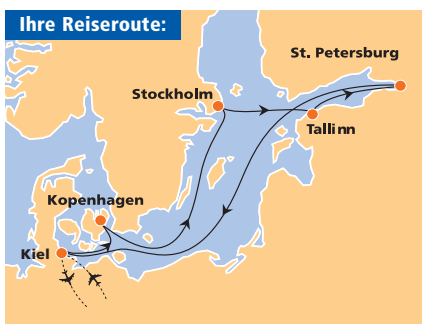 Ihre Reiseroute:
St. Petersburg
Stockholm
Tallinn
Kopenhagen
Kiel